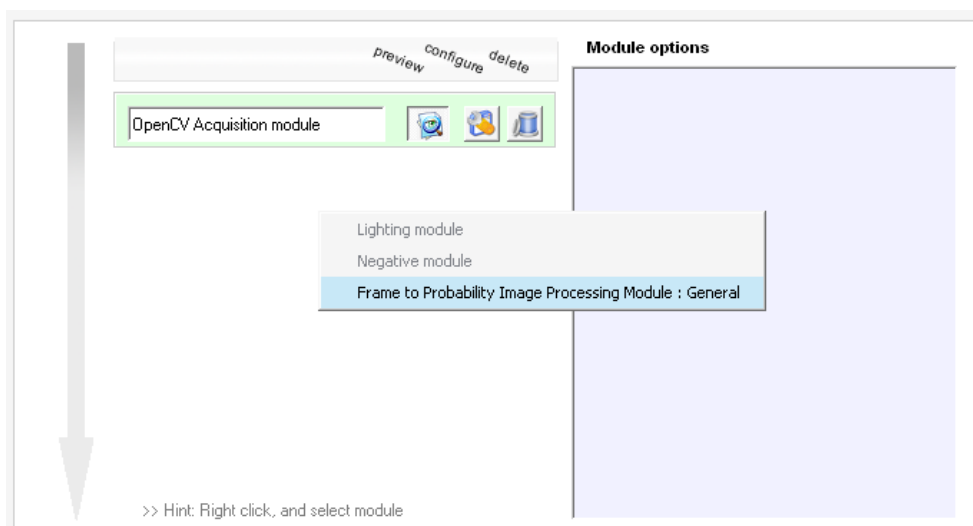 preview configure delete
Module options
OpenCV Acquisition module
Lighting module
Negative module
Frame to Probability Image Processing Module : General
>> Hint: Right click, and select module